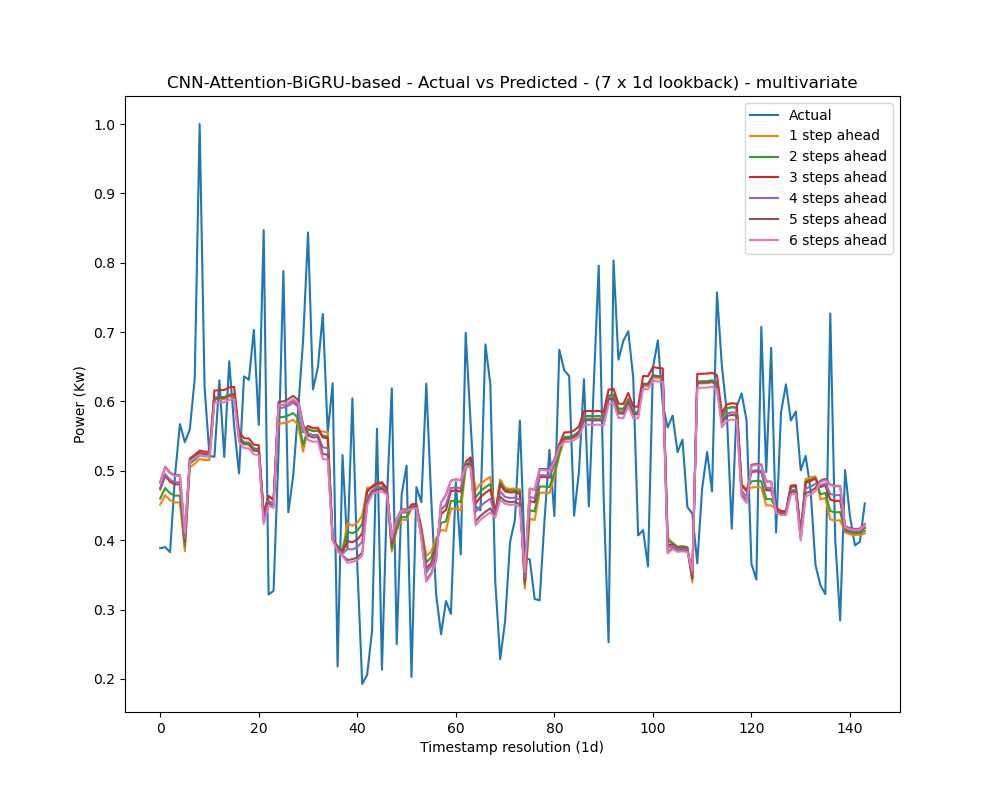 CNN-Attention-BiGRU-based - Actual vs Predicted - (7 x 1d lookback) - multivariate
Actual
1 step ahead
2 steps ahead
3 steps ahead
4 steps ahead
5 steps ahead
6 steps ahead
Power (Kw)
1.0
0.9
0.8
0.7
0.6
0.5
0.4
0.3
0.2
0 20 40 60 80 100 120 140
Timestamp resolution (1d)